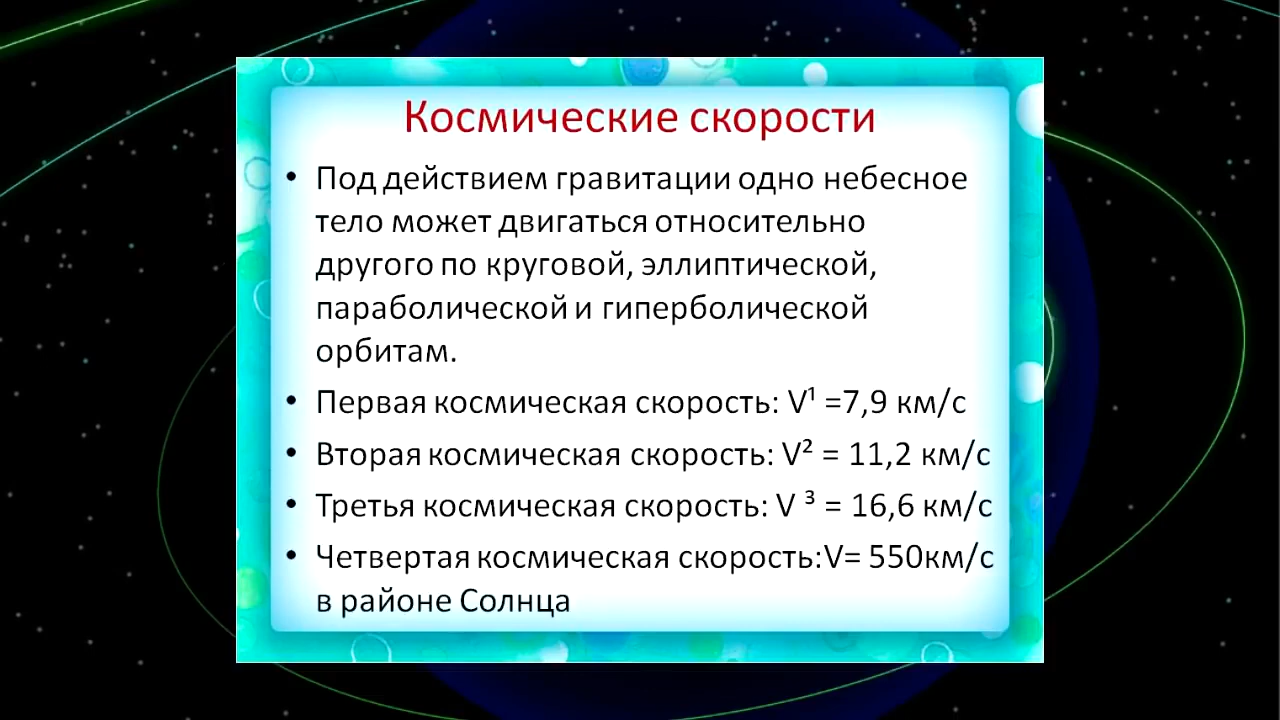 Космические скорости
• Под действием гравитации одно небесное
тело может двигаться относительно
другого по круговой, эллиптической,
параболической и гиперболической
орбитам.
• Первая космическая скорость: V¹ =7,9 км/с
• Вторая космическая скорость: V² = 11,2 км/с
• Третья космическая скорость: V ³ = 16,6 км/с
• Четвертая космическая скорость:V= 550км/с
в районе Солнца